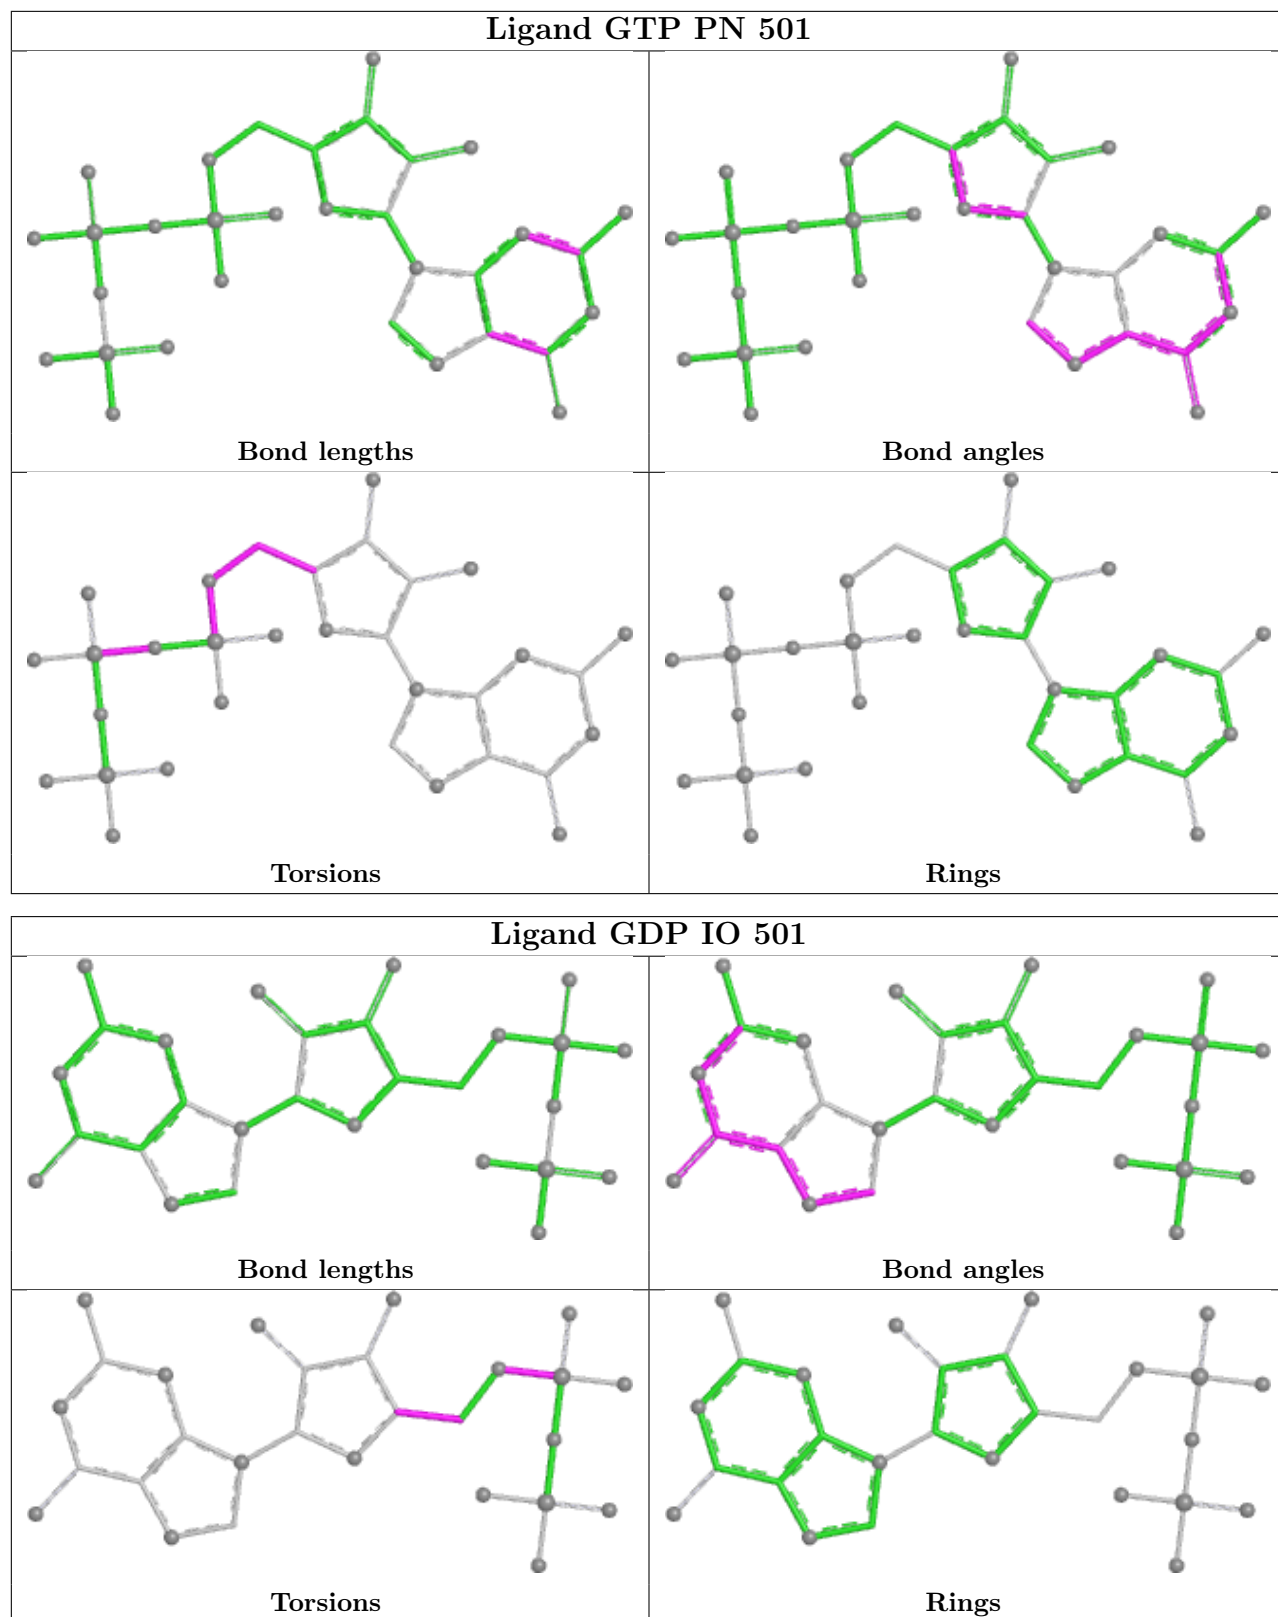 Ligand GTP PN 501
Bond lengths
Bond angles
Torsions
Rings
Ligand GDP IO 501
Bond lengths
Bond angles
Torsions
Rings